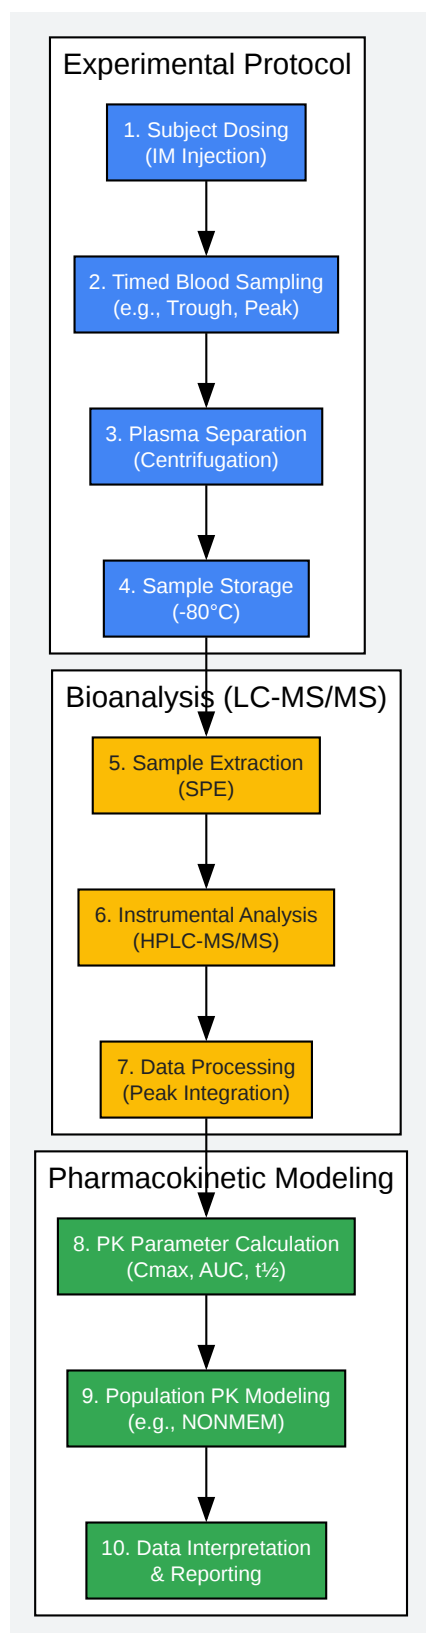 Experimental Protocol
1. Subject Dosing
(IM Injection)
2. Timed Blood Sampling
(e.g., Trough, Peak)
3. Plasma Separation
(Centrifugation)
4. Sample Storage
(-80°C)
Bioanalysis (LC-MS/MS)
5. Sample Extraction
(SPE)
6. Instrumental Analysis
(HPLC-MS/MS)
7. Data Processing
(Peak Integration)
Pharmacokinetic Modeling
8. PK Parameter Calculation
(Cmax, AUC, t½)
9. Population PK Modeling
(e.g., NONMEM)
10. Data Interpretation
& Reporting